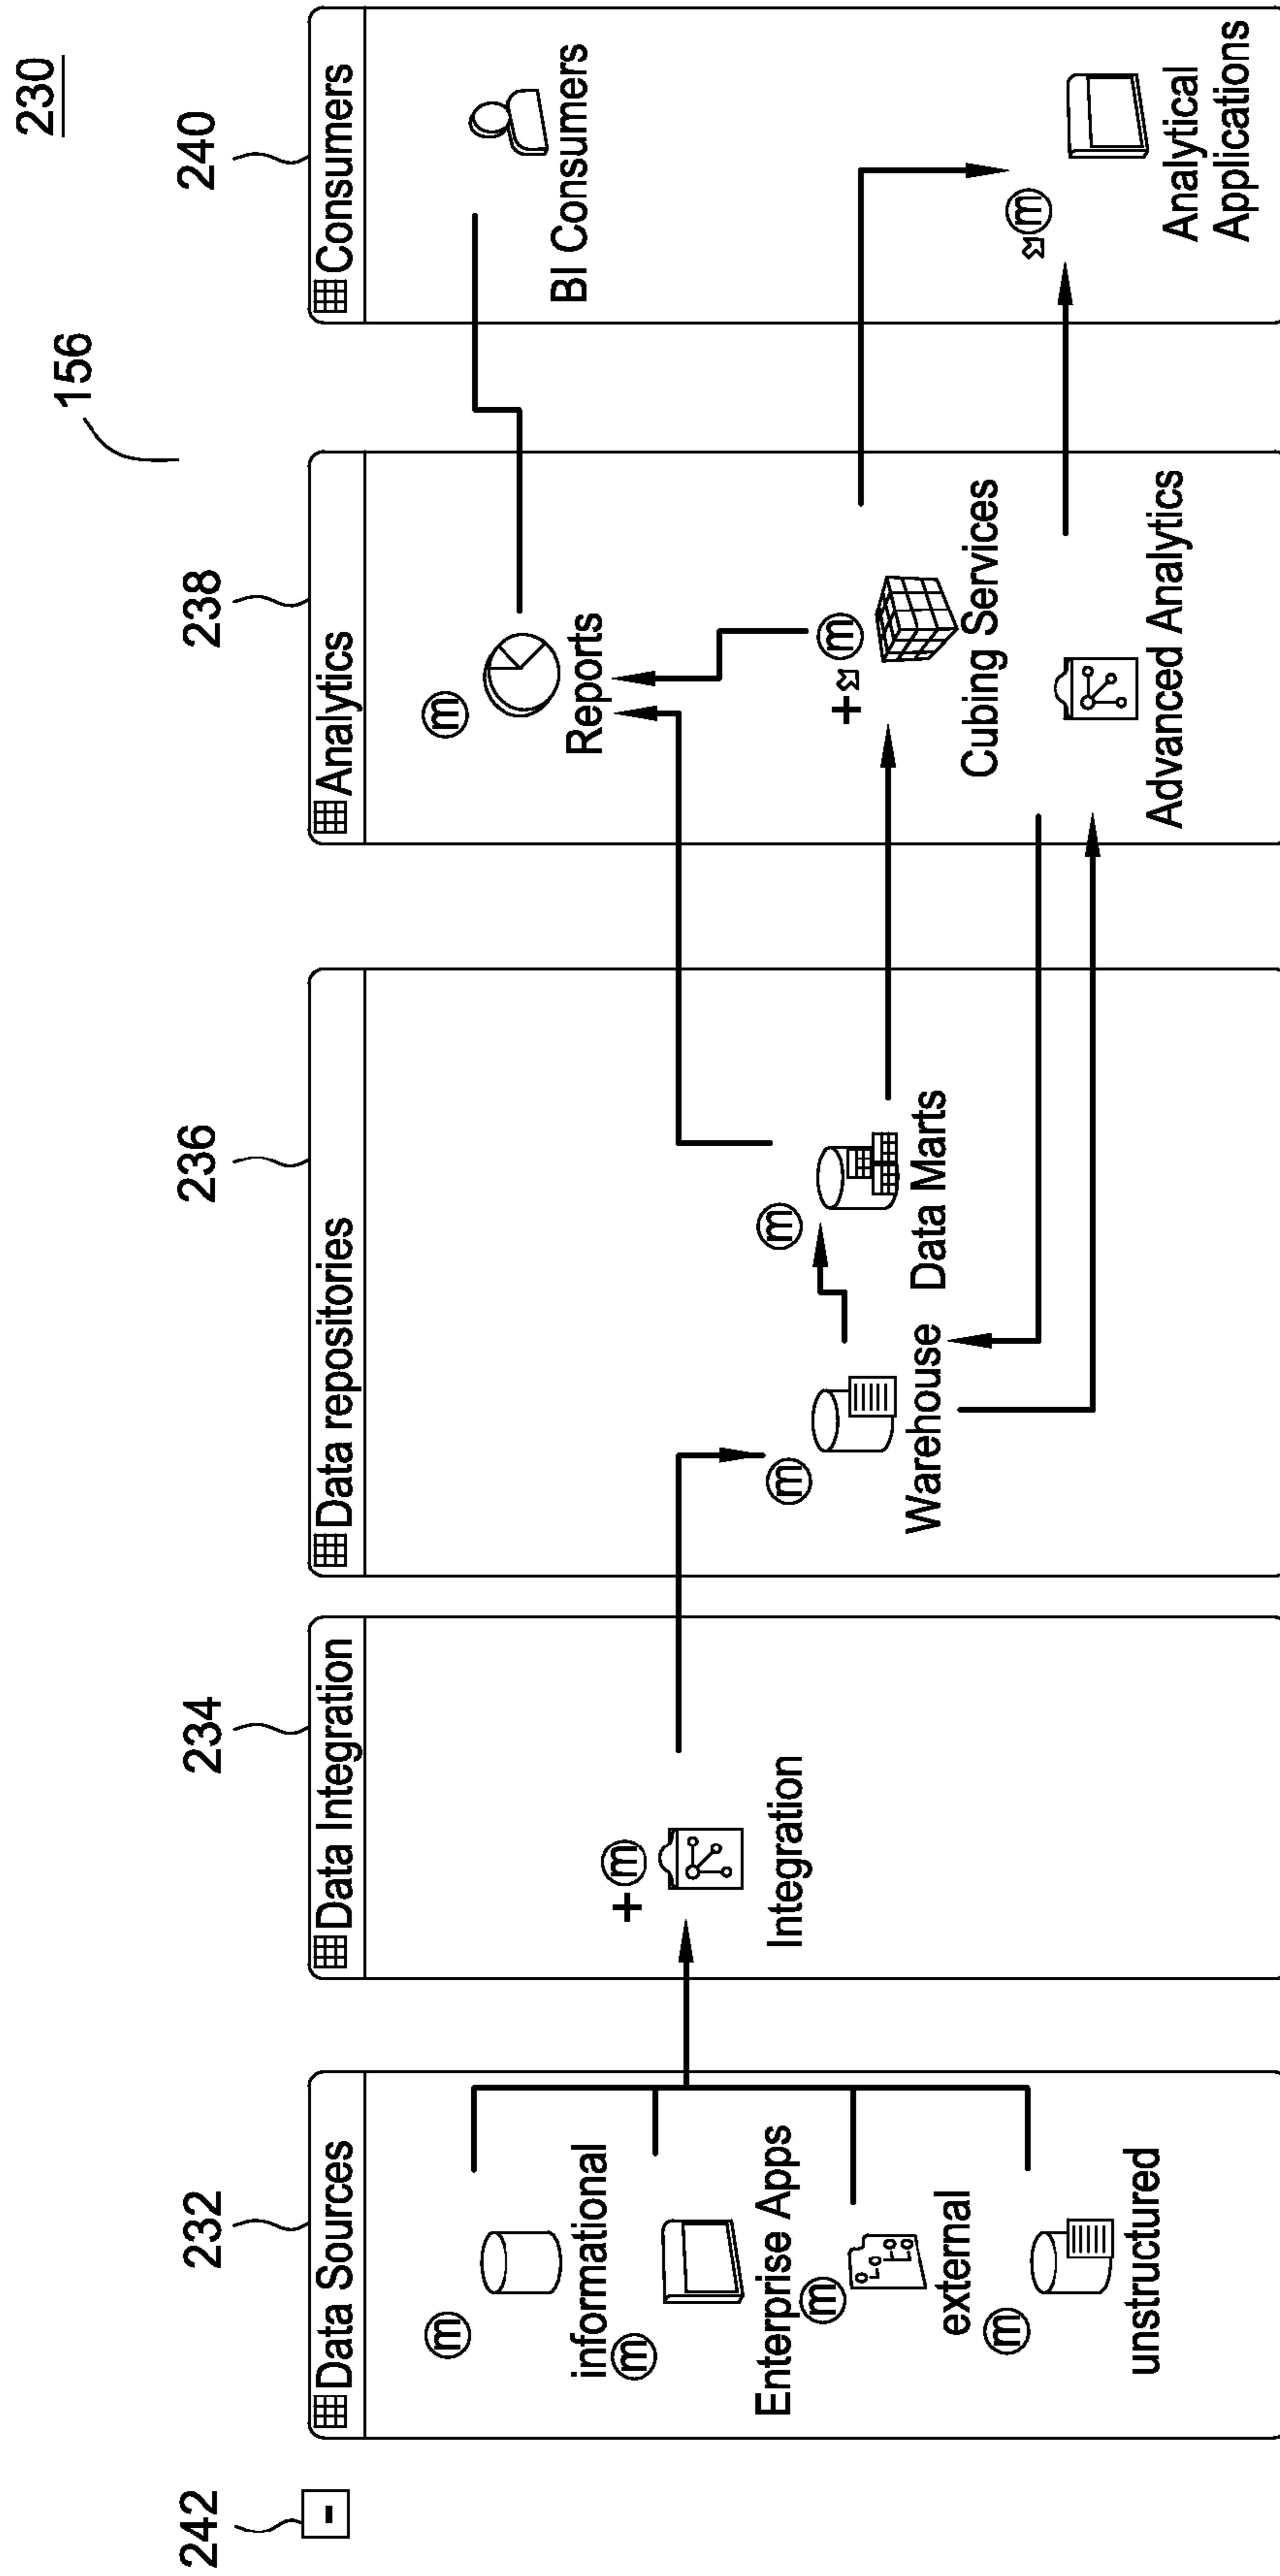 230
156
242
232
234
236
238
240
-
Data Sources
m
informational
m
Enterprise Apps
m
external
m
unstructured
Data Integration
+ m
Integration
Data repositories
m
Warehouse
m
Data Marts
Analytics
m
Reports
+ m
Cubing Services
Advanced Analytics
Consumers
BI Consumers
m
Analytical
Applications